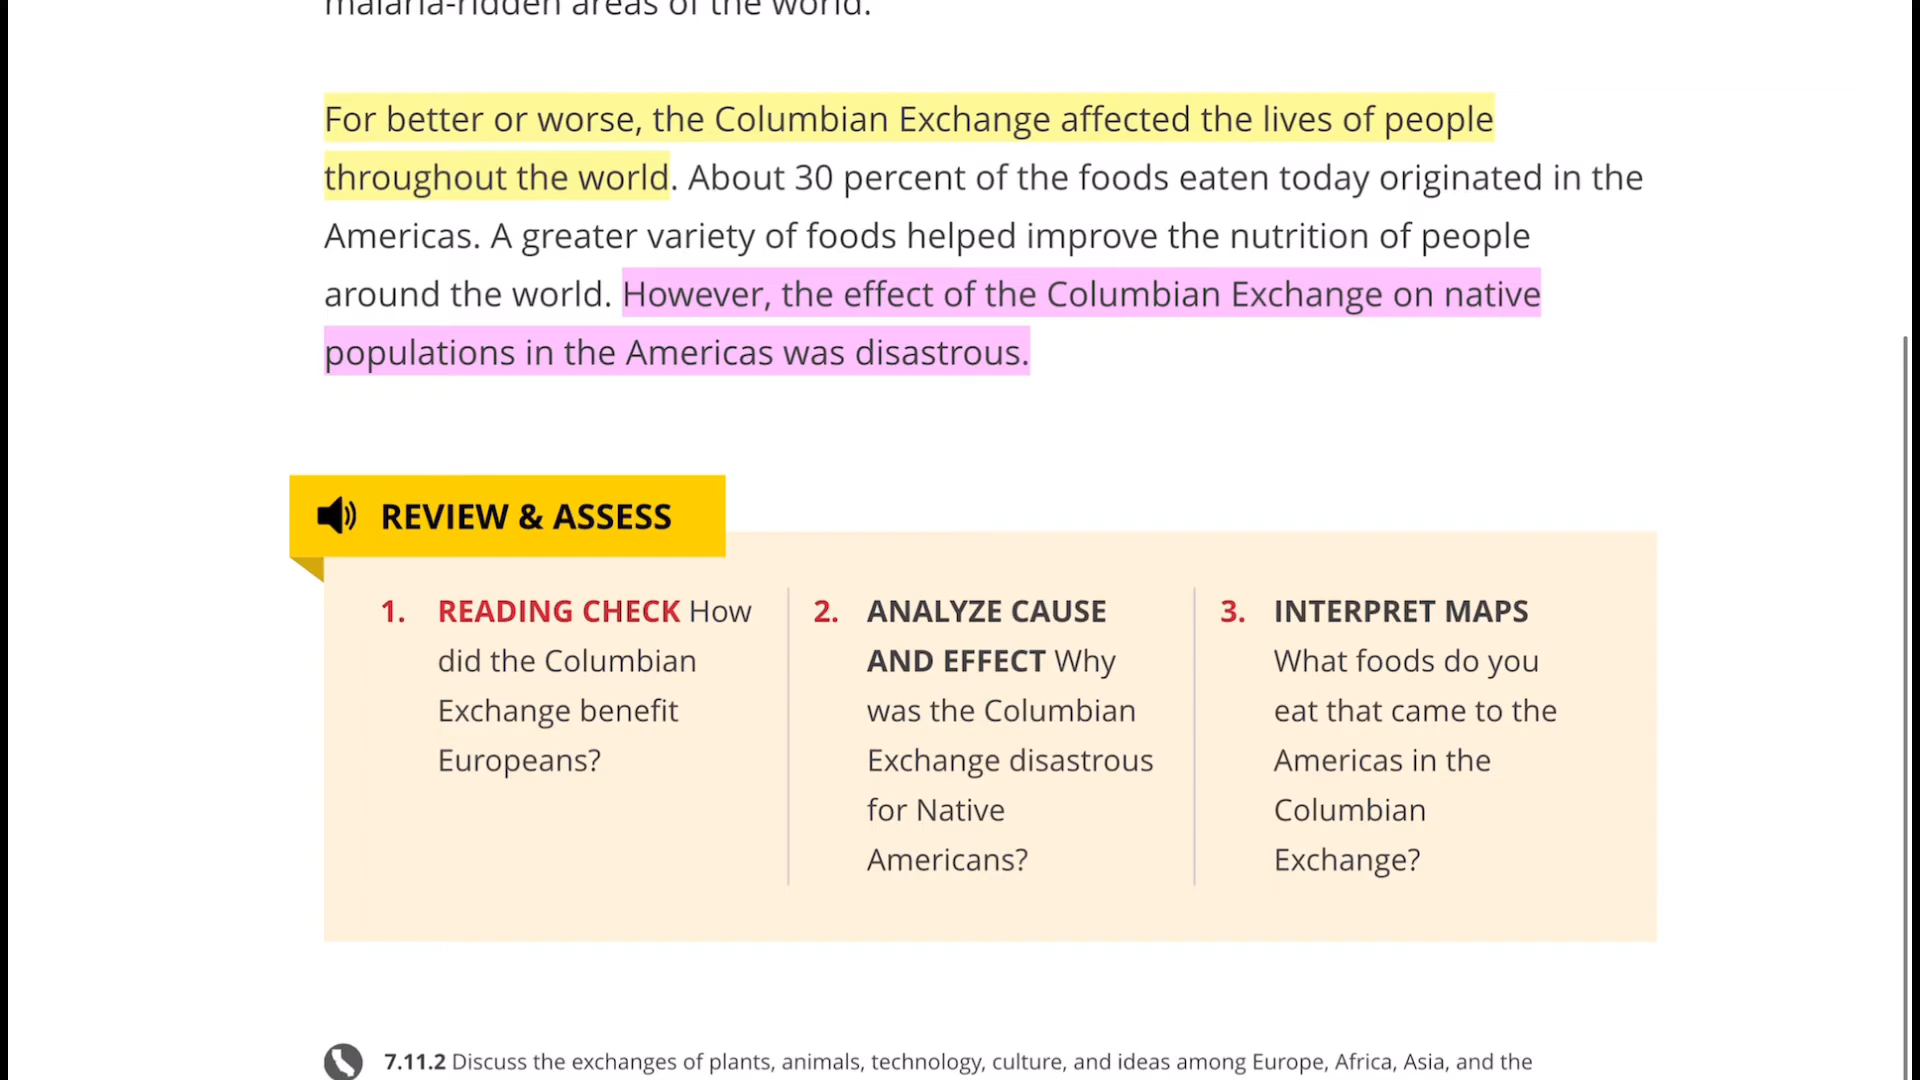 malaria-ridden areas of the world.
For better or worse, the Columbian Exchange affected the lives of people
throughout the world. About 30 percent of the foods eaten today originated in the
Americas. A greater variety of foods helped improve the nutrition of people
around the world. However, the effect of the Columbian Exchange on native
populations in the Americas was disastrous.
REVIEW & ASSESS
1. READING CHECK How
did the Columbian
Exchange benefit
Europeans?
2. ANALYZE CAUSE
AND EFFECT Why
was the Columbian
Exchange disastrous
for Native
Americans?
3. INTERPRET MAPS
What foods do you
eat that came to the
Americas in the
Columbian
Exchange?
7.11.2 Discuss the exchanges of plants, animals, technology, culture, and ideas among Europe, Africa, Asia, and the